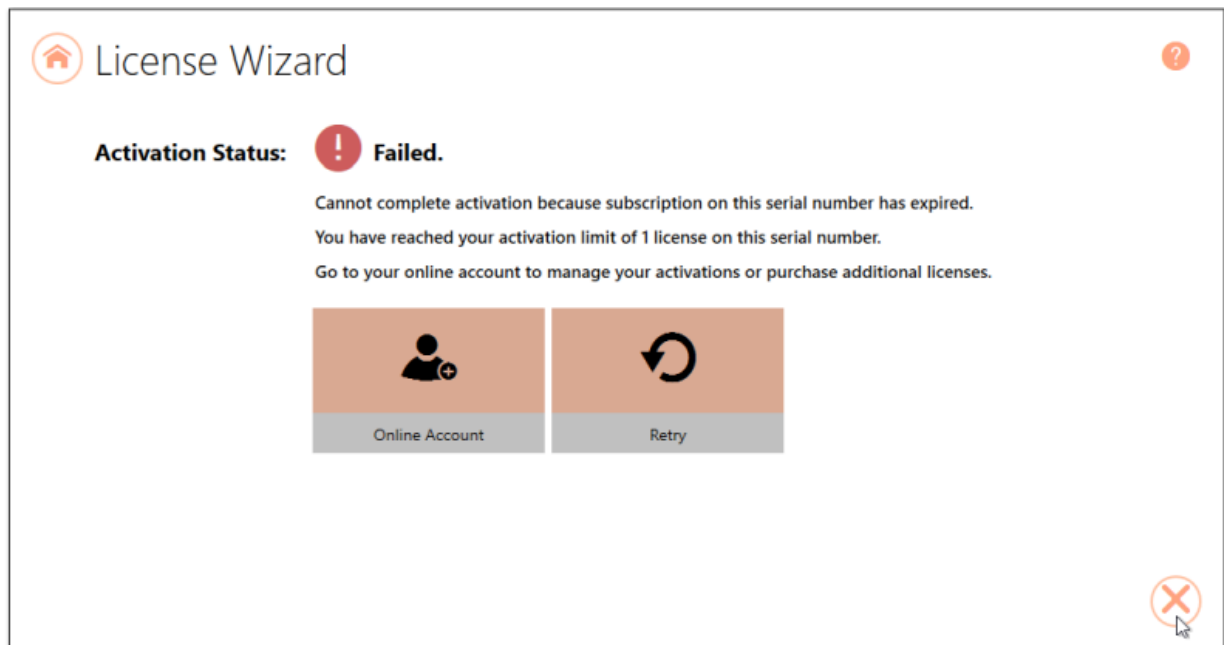 License Wizard
?
Activation Status:
!
Failed.
Cannot complete activation because subscription on this serial number has expired.
You have reached your activation limit of 1 license on this serial number.
Go to your online account to manage your activations or purchase additional licenses.
Online Account
Retry